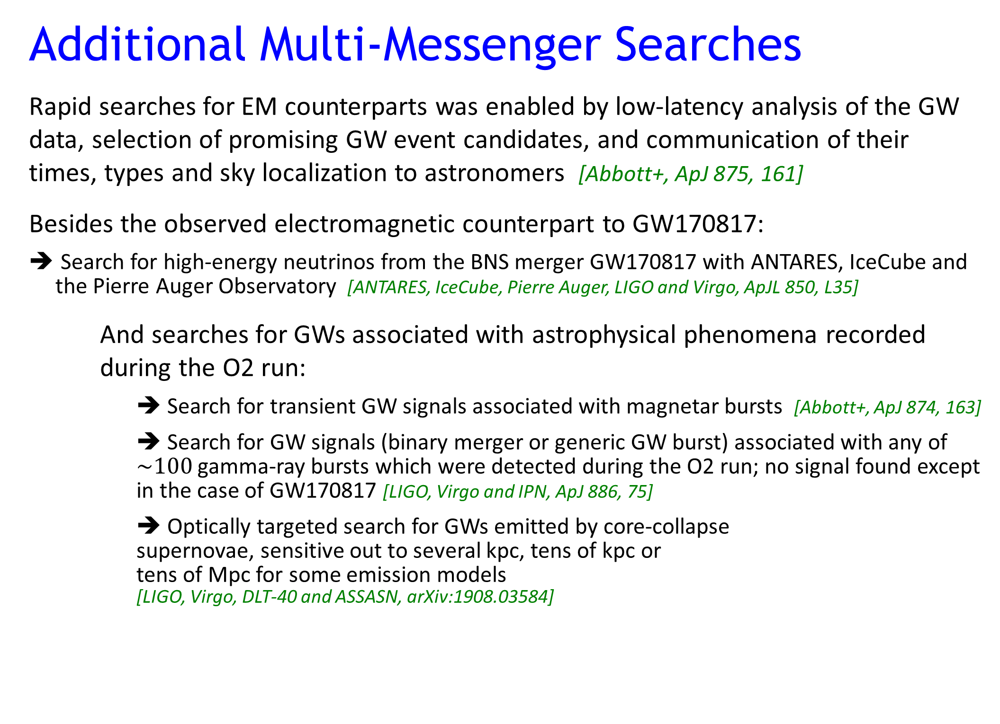 Additional Multi-Messenger Searches
Rapid searches for EM counterparts was enabled by low-latency analysis of the GW
data, selection of promising GW event candidates, and communication of their
times, types and sky localization to astronomers [Abbott+, ApJ 875, 161]
Besides the observed electromagnetic counterpart to GW170817:
➔ Search for high-energy neutrinos from the BNS merger GW170817 with ANTARES, IceCube and
the Pierre Auger Observatory [ANTARES, IceCube, Pierre Auger, LIGO and Virgo, ApJL 850, L35]
And searches for GWs associated with astrophysical phenomena recorded
during the O2 run:
➔ Search for transient GW signals associated with magnetar bursts [Abbott+, ApJ 874, 163]
➔ Search for GW signals (binary merger or generic GW burst) associated with any of
~100 gamma-ray bursts which were detected during the O2 run; no signal found except
in the case of GW170817 [LIGO, Virgo and IPN, ApJ 886, 75]
➔ Optically targeted search for GWs emitted by core-collapse
supernovae, sensitive out to several kpc, tens of kpc or
tens of Mpc for some emission models
[LIGO, Virgo, DLT-40 and ASSASN, arXiv:1908.03584]